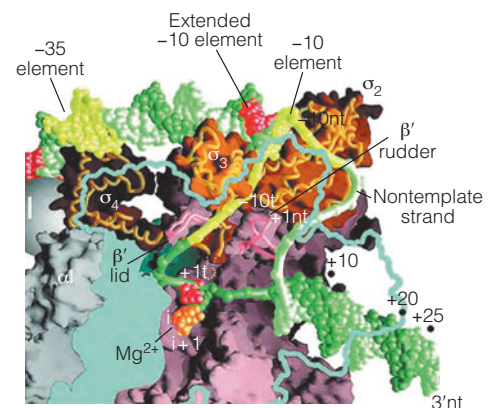 Extended
−10 element
−10
element
−35
element
σ2
−10nt
β′
rudder
σ3
Nontemplate
strand
−10t
+1nt
σ4
β′
lid
+10
αI
+1t
+20
+25
i
i+1
Mg2+
3′nt